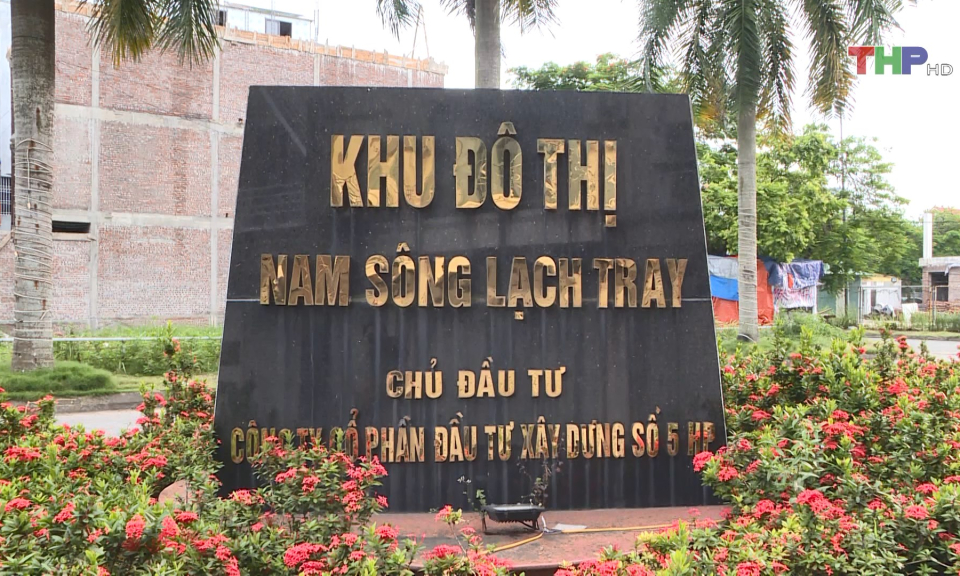 THP HD
KHU ĐÔ THỊ
NAM SÔNG LẠCH TRAY
CHỦ ĐẦU TƯ
CÔNG TY CỔ PHẦN ĐẦU TƯ XÂY DỰNG SỐ 5 HP